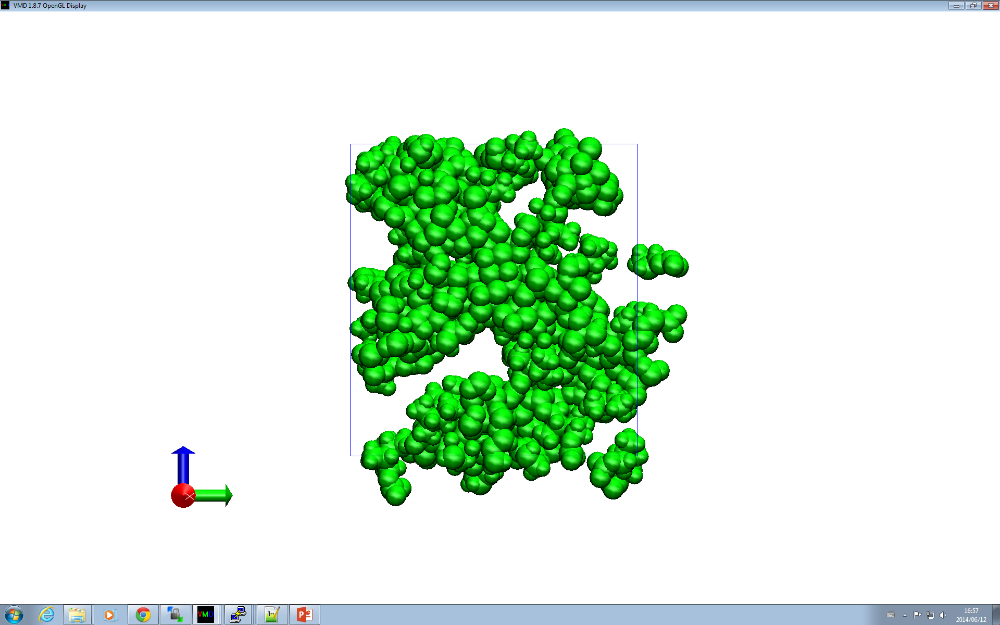 VMD 1.8.7 OpenGL Display
X
VMD
16:57
2014/06/12